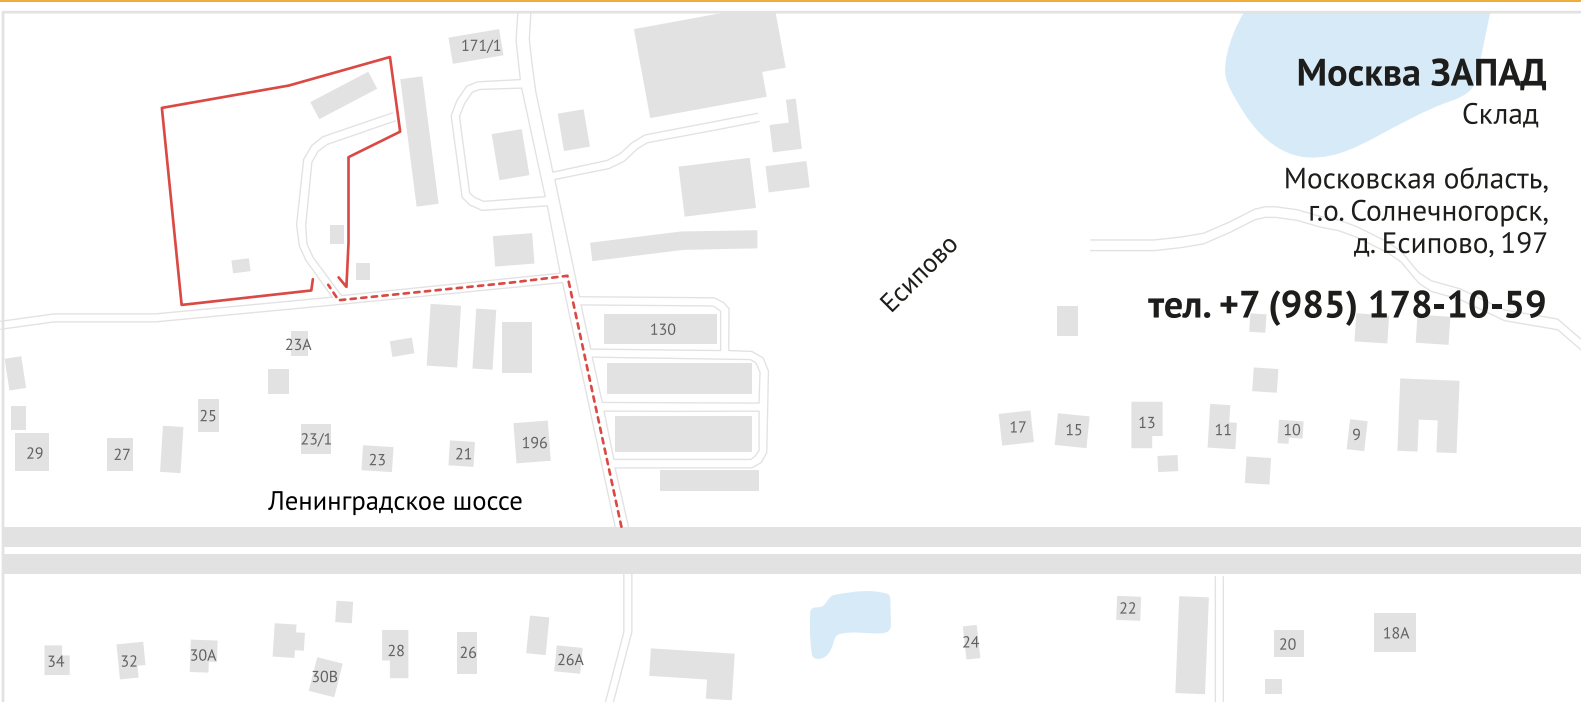 171/1
Москва ЗАПАД
Склад
Московская область,
г.о. Солнечногорск,
д. Есипово, 197
тел. +7 (985) 178-10-59
Есипово
130
23А
25
23/1
29
27
23
21
196
17
15
13
11
10
9
Ленинградское шоссе
34
32
30А
30В
28
26
26А
24
22
20
18А